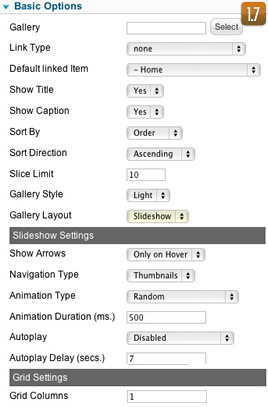 Basic Options
1.7
Gallery Select
Link Type none
Default linked Item - Home
Show Title Yes
Show Caption Yes
Sort By Order
Sort Direction Ascending
Slice Limit 10
Gallery Style Light
Gallery Layout Slideshow
Slideshow Settings
Show Arrows Only on Hover
Navigation Type Thumbnails
Animation Type Random
Animation Duration (ms.) 500
Autoplay Disabled
Autoplay Delay (secs.) 7
Grid Settings
Grid Columns 1